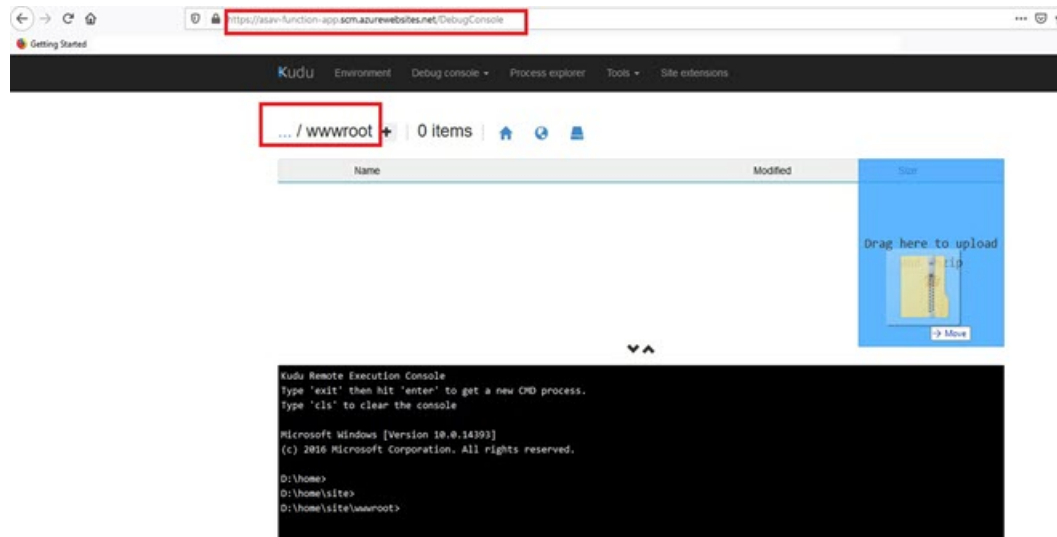 https://asav-function-app.scm.azurewebsites.net/DebugConsole
Getting Started
Kudu Environment Debug console Process explorer Tools Site extensions
... / wwwroot + | 0 items |
Name Modified Size
Drag here to upload
zip
Move
Kudu Remote Execution Console
Type 'exit' then hit 'enter' to get a new CMD process.
Type 'cls' to clear the console
Microsoft Windows [Version 10.0.14393]
(c) 2016 Microsoft Corporation. All rights reserved.
D:\home>
D:\home\site>
D:\home\site\wwwroot>